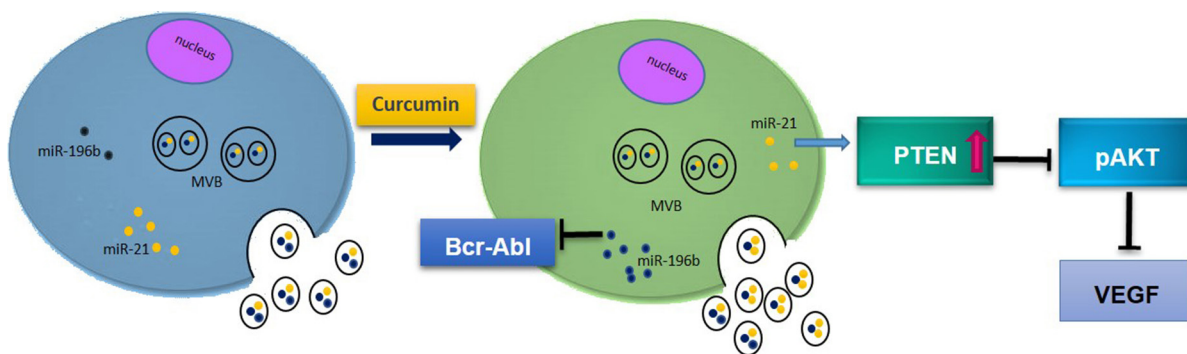 nucleus
miR-196b
MVB
miR-21
Curcumin
nucleus
miR-21
MVB
Bcr-Abl
miR-196b
PTEN
pAKT
VEGF